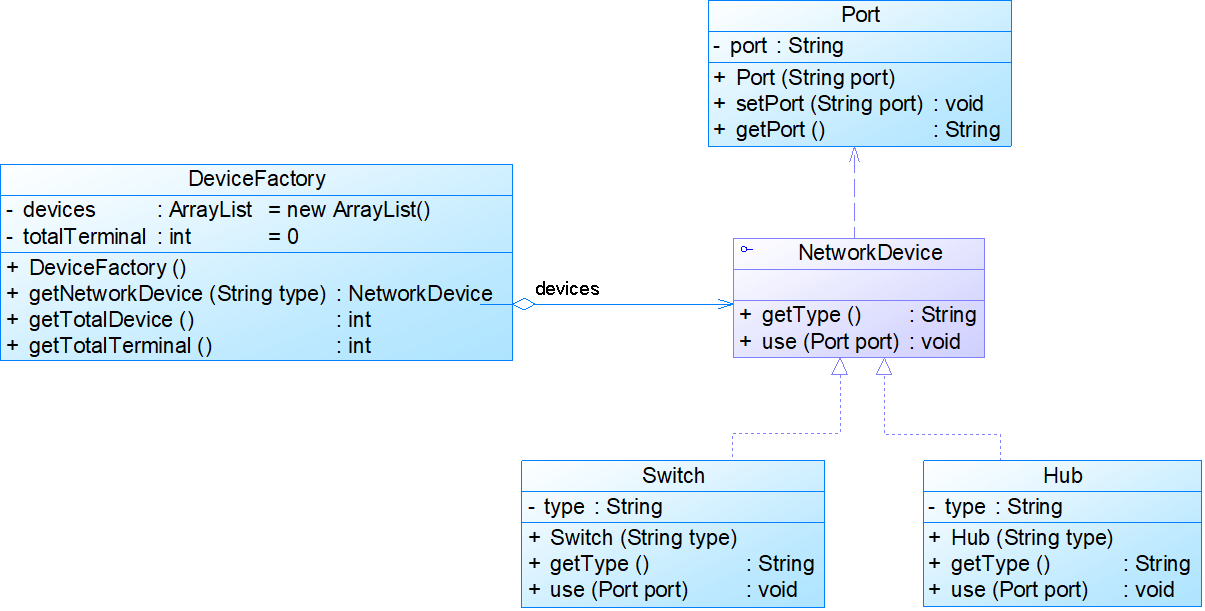 Port
- port : String
+ Port (String port)
+ setPort (String port) : void
+ getPort () : String
DeviceFactory
- devices : ArrayList = new ArrayList()
- totalTerminal : int = 0
+ DeviceFactory ()
+ getNetworkDevice (String type) : NetworkDevice
+ getTotalDevice () : int
+ getTotalTerminal () : int
devices
NetworkDevice
+ getType () : String
+ use (Port port) : void
Switch
- type : String
+ Switch (String type)
+ getType () : String
+ use (Port port) : void
Hub
- type : String
+ Hub (String type)
+ getType () : String
+ use (Port port) : void